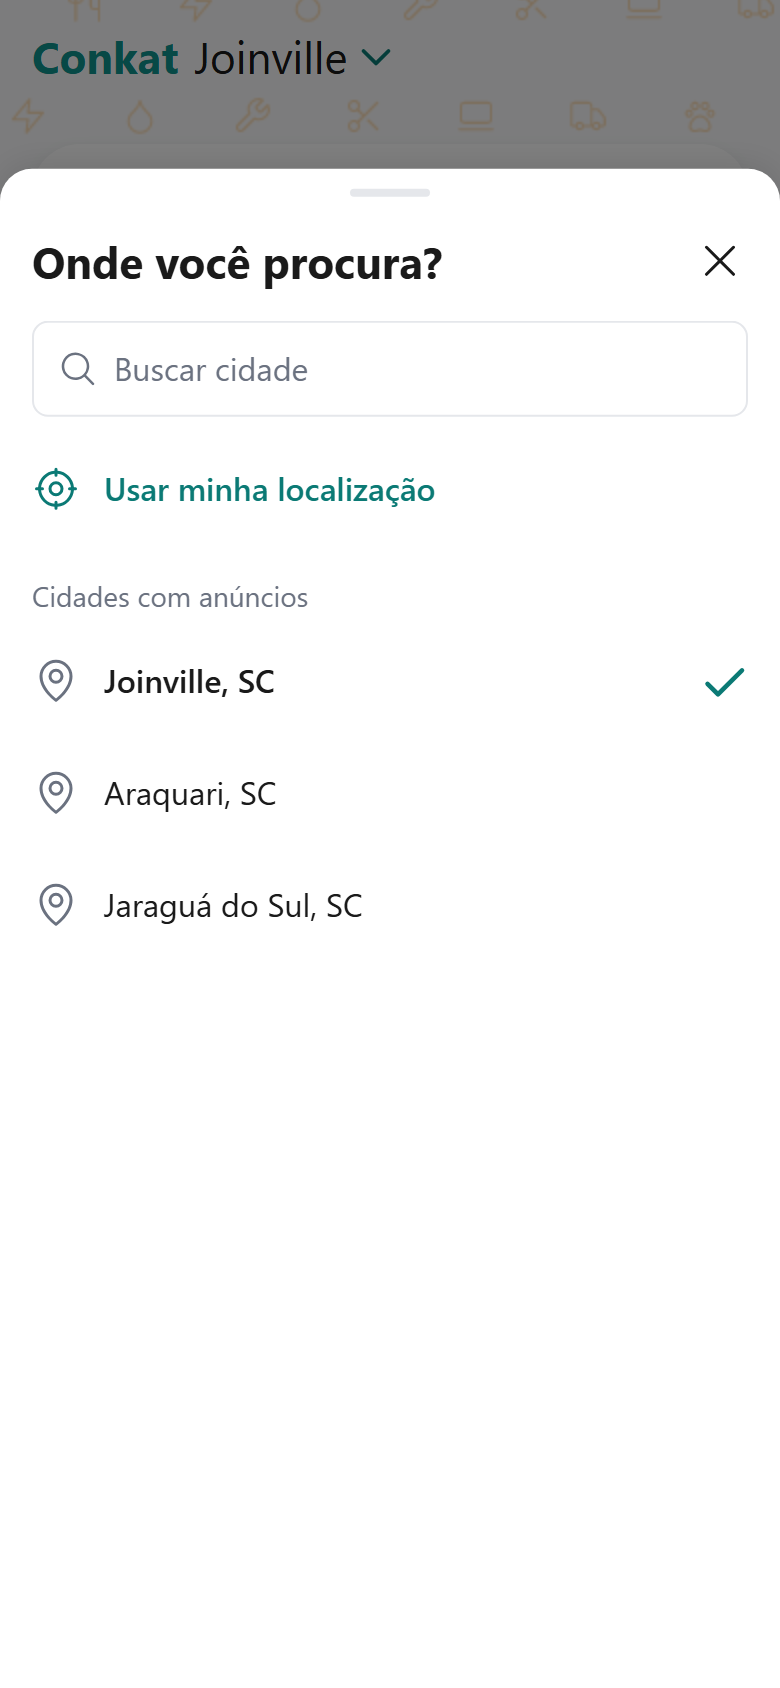 Conkat Joinville
Onde você procura?
Buscar cidade
Usar minha localização
Cidades com anúncios
Joinville, SC
Araquari, SC
Jaraguá do Sul, SC